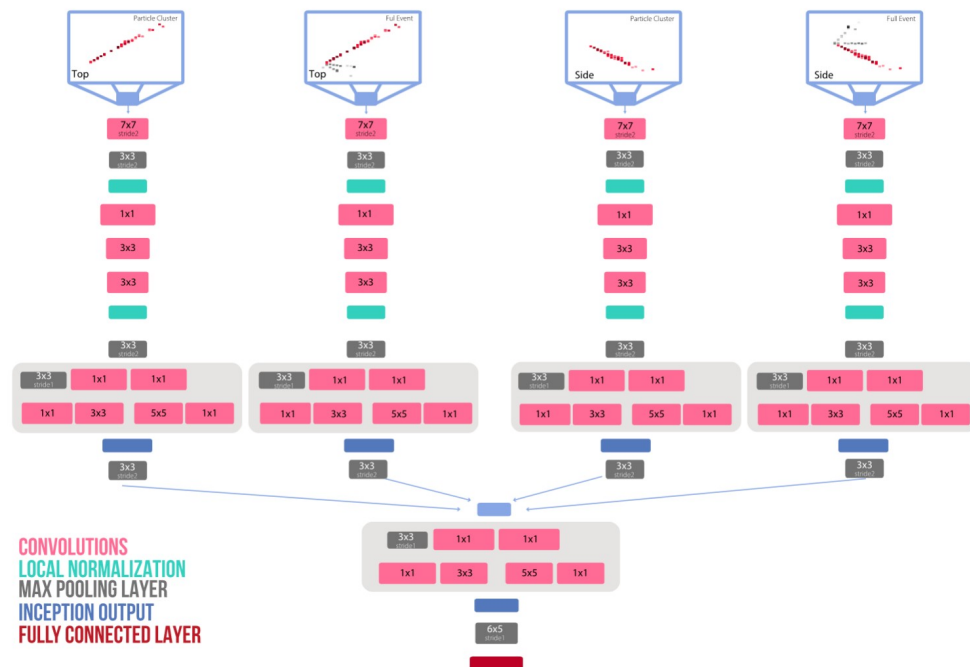 Particle Cluster
Ful Event
Particle Cluster
Full Event
Top
Top
Side
Side
7x7 7x7 7x7 7x7
stride2 stride2 stride2 stride2
3x3 3x3 3x3 3x3
stride2 stride2 stride2 stride2
1x1 1x1 1x1 1x1
3x3 3x3 3x3 3x3
3x3 3x3 3x3 3x3
3x3 3x3 3x3 3x3
stride2 stride2 stride2 stride2
3x3 1x1 1x1 3x3 1x1 1x1 3x3 1x1 1x1 3x3 1x1 1x1
stride1 stride1 stride1 stride1
1x1 3x3 5x5 1x1 1x1 3x3 5x5 1x1 1x1 3x3 5x5 1x1 1x1 3x3 5x5 1x1
3x3 3x3 3x3 3x3
stride2 stride2 stride2 stride2
3x3 1x1 1x1
stride1
1x1 3x3 5x5 1x1
6x5
stride1
CONVOLUTIONS
LOCAL NORMALIZATION
MAX POOLING LAYER
INCEPTION OUTPUT
FULLY CONNECTED LAYER